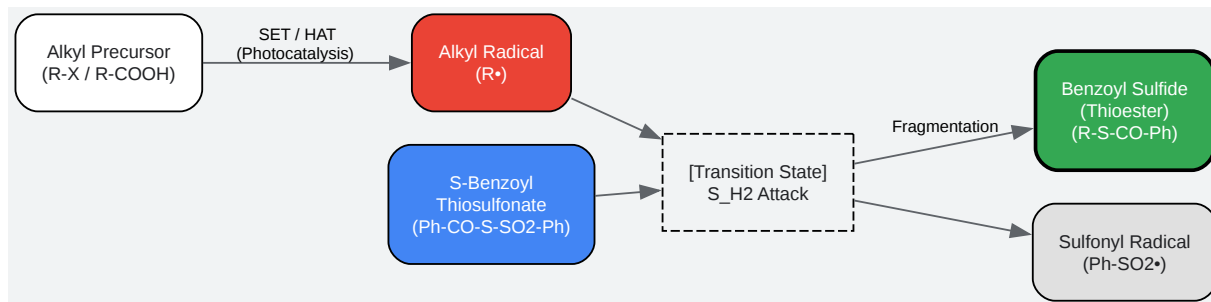 Alkyl Precursor
(R-X / R-COOH)
SET / HAT
(Photocatalysis)
Alkyl Radical
(R•)
S-Benzoyl
Thiosulfonate
(Ph-CO-S-SO2-Ph)
[Transition State]
S_H2 Attack
Fragmentation
Benzoyl Sulfide
(Thioester)
(R-S-CO-Ph)
Sulfonyl Radical
(Ph-SO2•)